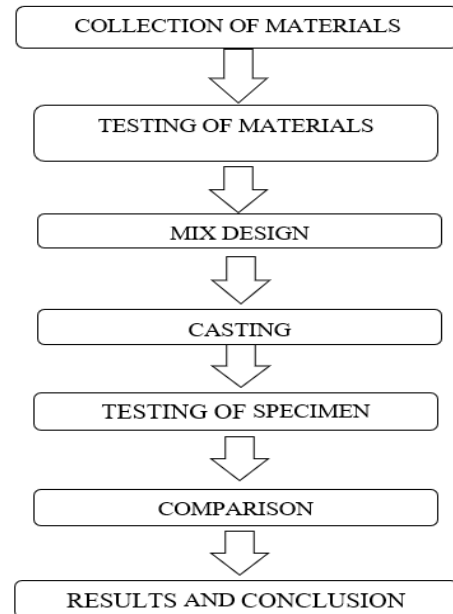 COLLECTION OF MATERIALS
TESTING OF MATERIALS
MIX DESIGN
CASTING
TESTING OF SPECIMEN
COMPARISON
RESULTS AND CONCLUSION